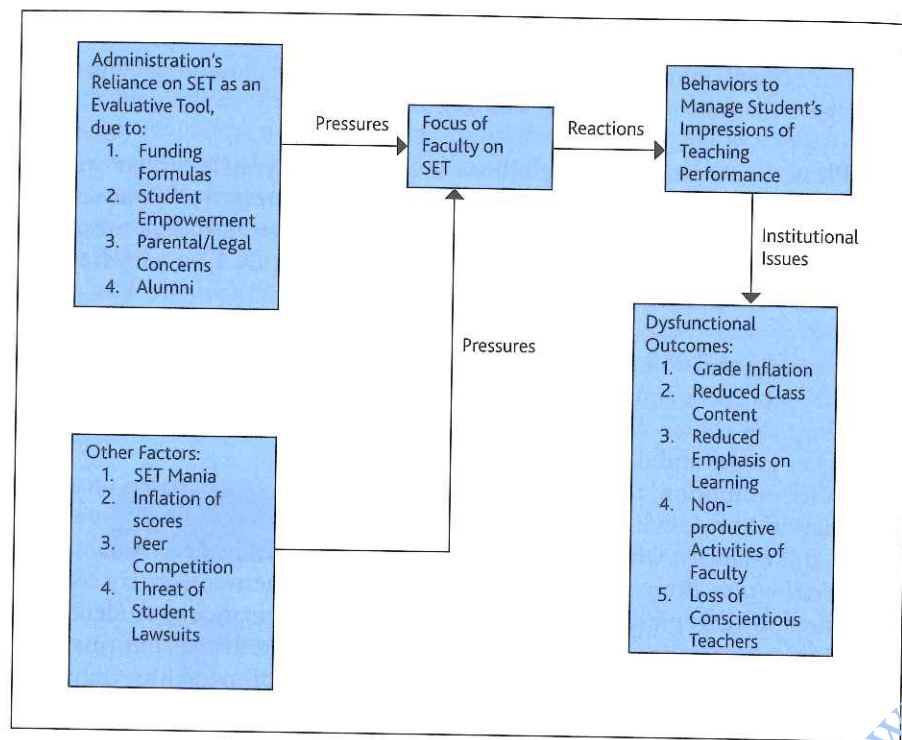 Administration's
Reliance on SET as an
Evaluative Tool,
due to:
1. Funding
Formulas
2. Student
Empowerment
3. Parental/Legal
Concerns
4. Alumni
Pressures
Focus of
Faculty on
SET
Reactions
Behaviors to
Manage Student's
Impressions of
Teaching
Performance
Institutional
Issues
Pressures
Other Factors:
1. SET Mania
2. Inflation of
scores
3. Peer
Competition
4. Threat of
Student
Lawsuits
Dysfunctional
Outcomes:
1. Grade Inflation
2. Reduced Class
Content
3. Reduced
Emphasis on
Learning
4. Non-
productive
Activities of
Faculty
5. Loss of
Conscientious
Teachers